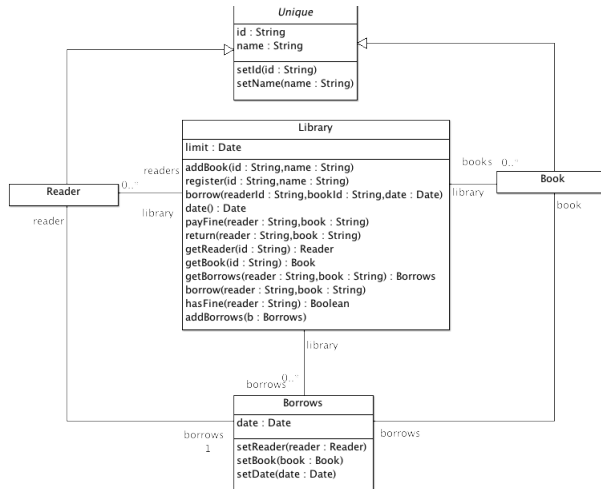 Unique
id : String
name : String
setId(id : String)
setName(name : String)
Library
limit : Date
addBook(id : String,name : String)
register(id : String,name : String)
borrow(readerId : String,bookId : String,date : Date)
date() : Date
payFine(reader : String,book : String)
return(reader : String,book : String)
getReader(id : String) : Reader
getBook(id : String) : Book
getBorrows(reader : String,book : String) : Borrows
borrow(reader : String,book : String)
hasFine(reader : String) : Boolean
addBorrows(b : Borrows)
readers
0..*
Reader
reader
library
books
0..*
library
Book
book
library
0..*
borrows
Borrows
date : Date
setReader(reader : Reader)
setBook(book : Book)
setDate(date : Date)
borrows
1
borrows